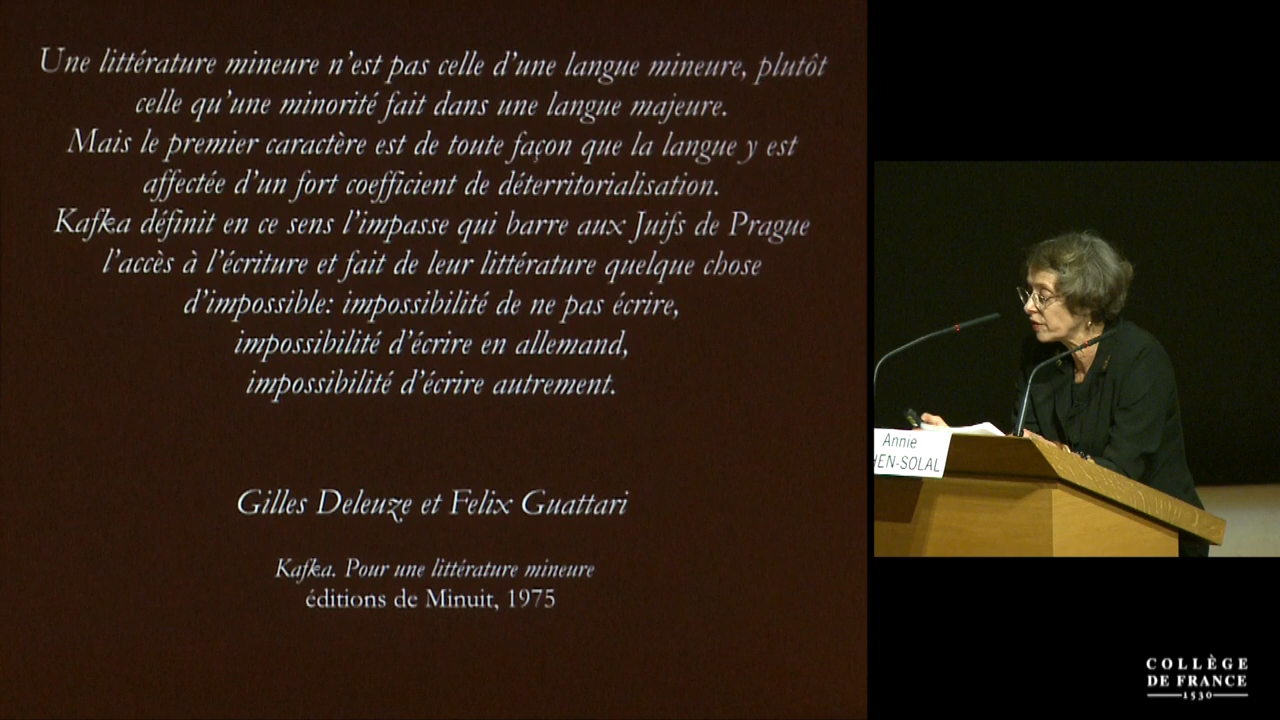 Une littérature mineure n'est pas celle d'une langue mineure, plutôt
celle qu'une minorité fait dans une langue majeure.
Mais le premier caractère est de toute façon que la langue y est
affectée d'un fort coefficient de déterritorialisation.
Kafka définit en ce sens l'impasse qui barre aux Juifs de Prague
l'accès à l'écriture et fait de leur littérature quelque chose
d'impossible: impossibilité de ne pas écrire,
impossibilité d'écrire en allemand,
impossibilité d'écrire autrement.
Gilles Deleuze et Felix Guattari
Kafka. Pour une littérature mineure
éditions de Minuit, 1975
Annie
HEN-SOLAL
COLLÈGE
DE FRANCE
1530